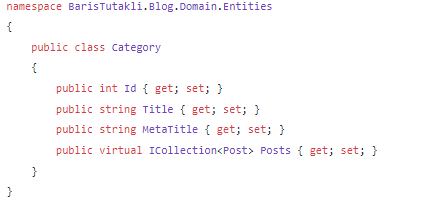 namespace BarisTutakli.Blog.Domain.Entities
{
    public class Category
    {
        public int Id { get; set; }
        public string Title { get; set; }
        public string MetaTitle { get; set; }
        public virtual ICollection<Post> Posts { get; set; }
    }
}